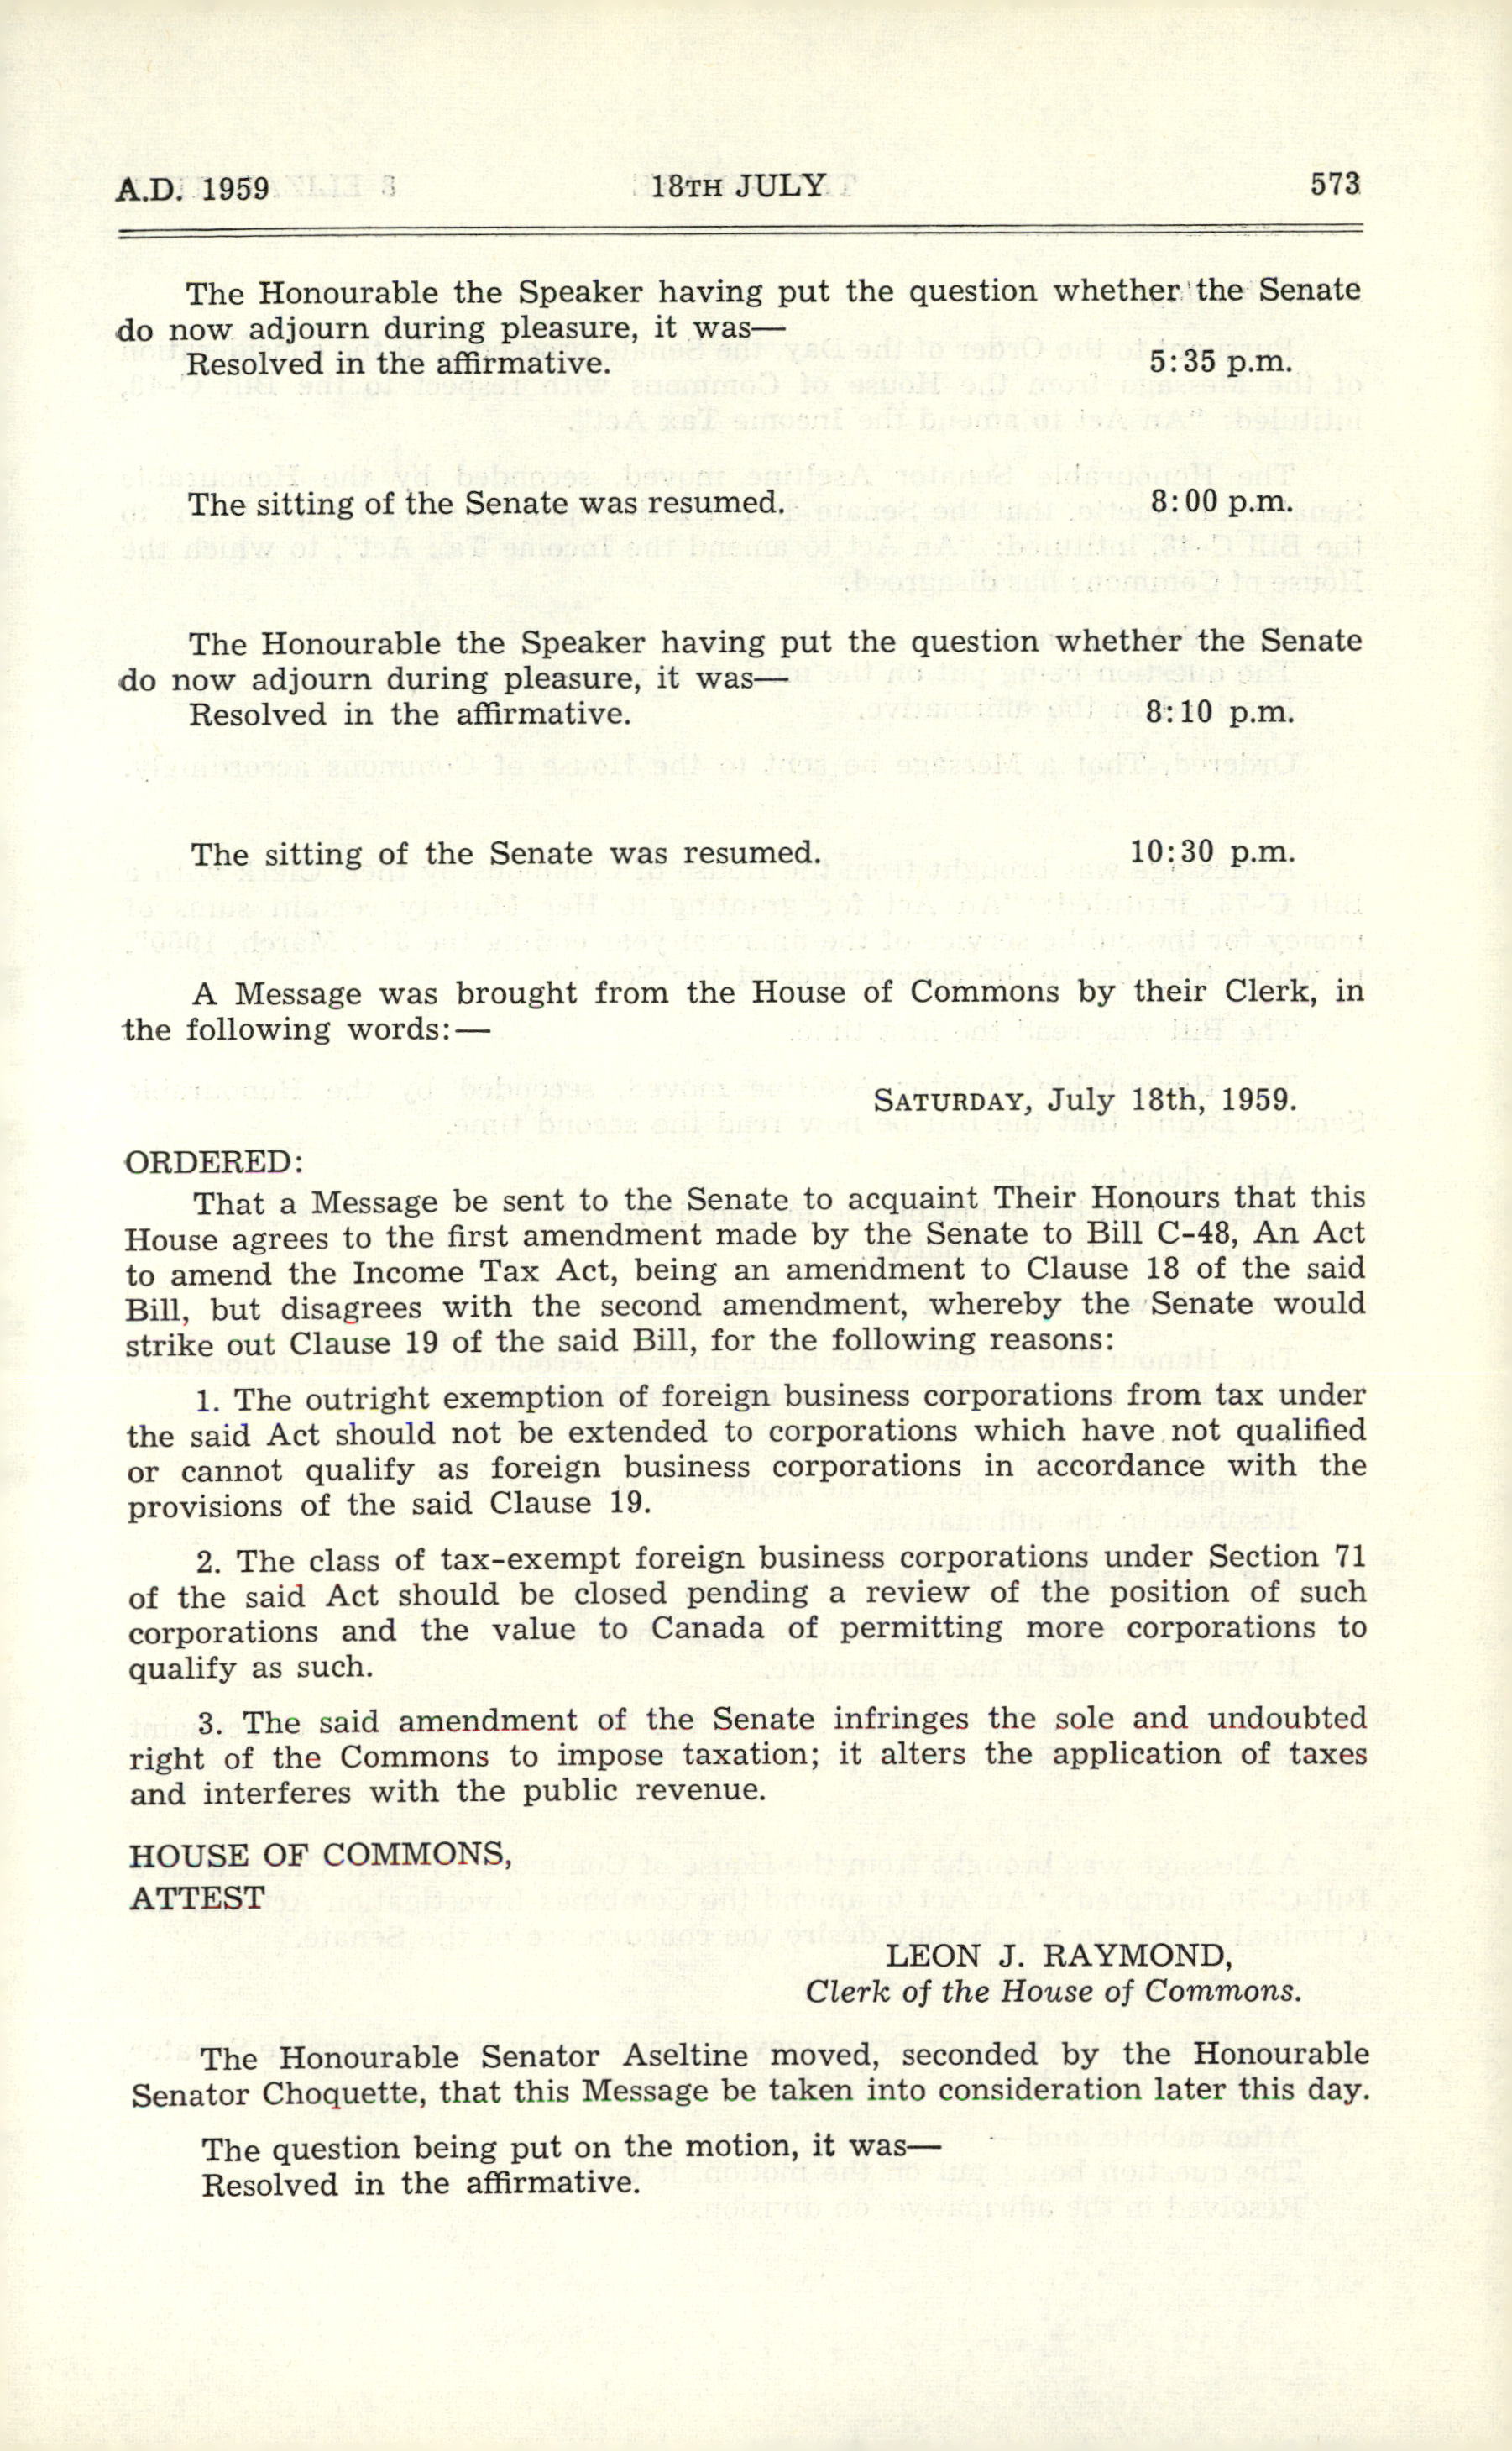 A.D. 1959 18TH JULY 573
The Honourable the Speaker having put the question whether the Senate
do now adjourn during pleasure, it was—
Resolved in the affirmative. 5:35 p.m.
The sitting of the Senate was resumed. 8:00 p.m.
The Honourable the Speaker having put the question whether the Senate
do now adjourn during pleasure, it was—
Resolved in the affirmative. 8:10 p.m.
The sitting of the Senate was resumed. 10:30 p.m.
A Message was brought from the House of Commons by their Clerk, in
the following words:—
SATURDAY, July 18th, 1959.
ORDERED:
That a Message be sent to the Senate to acquaint Their Honours that this
House agrees to the first amendment made by the Senate to Bill C-48, An Act
to amend the Income Tax Act, being an amendment to Clause 18 of the said
Bill, but disagrees with the second amendment, whereby the Senate would
strike out Clause 19 of the said Bill, for the following reasons:
1. The outright exemption of foreign business corporations from tax under
the said Act should not be extended to corporations which have not qualified
or cannot qualify as foreign business corporations in accordance with the
provisions of the said Clause 19.
2. The class of tax-exempt foreign business corporations under Section 71
of the said Act should be closed pending a review of the position of such
corporations and the value to Canada of permitting more corporations to
qualify as such.
3. The said amendment of the Senate infringes the sole and undoubted
right of the Commons to impose taxation; it alters the application of taxes
and interferes with the public revenue.
HOUSE OF COMMONS,
ATTEST
LEON J. RAYMOND,
Clerk of the House of Commons.
The Honourable Senator Aseltine moved, seconded by the Honourable
Senator Choquette, that this Message be taken into consideration later this day.
The question being put on the motion, it was—
Resolved in the affirmative.